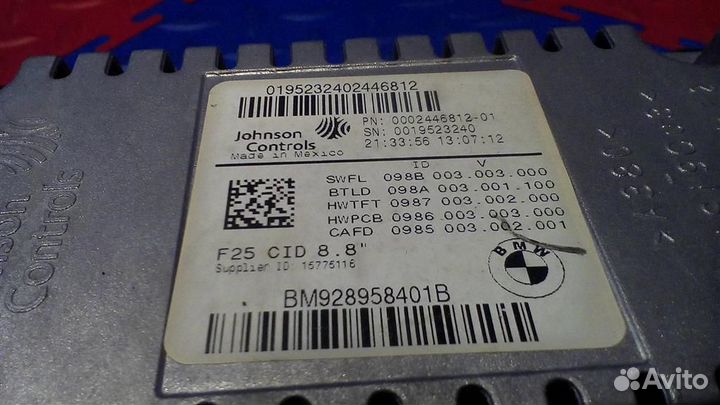 0195232402446812
Johnson
Controls
Made in Mexico
PN: 0002446812-01
SN: 0019523240
21:33:56 13:07:12
ID V
SWFL 098B 003.003.000
BTLD 098A 003.001.100
HWTFT 0987 003.002.000
HWPCB 0986 003.003.000
CAFD 0985 003.002.001
F25 CID 8.8"
Supplier ID: 15775116
BMW
BM928958401B
Johnson
Controls
Avito